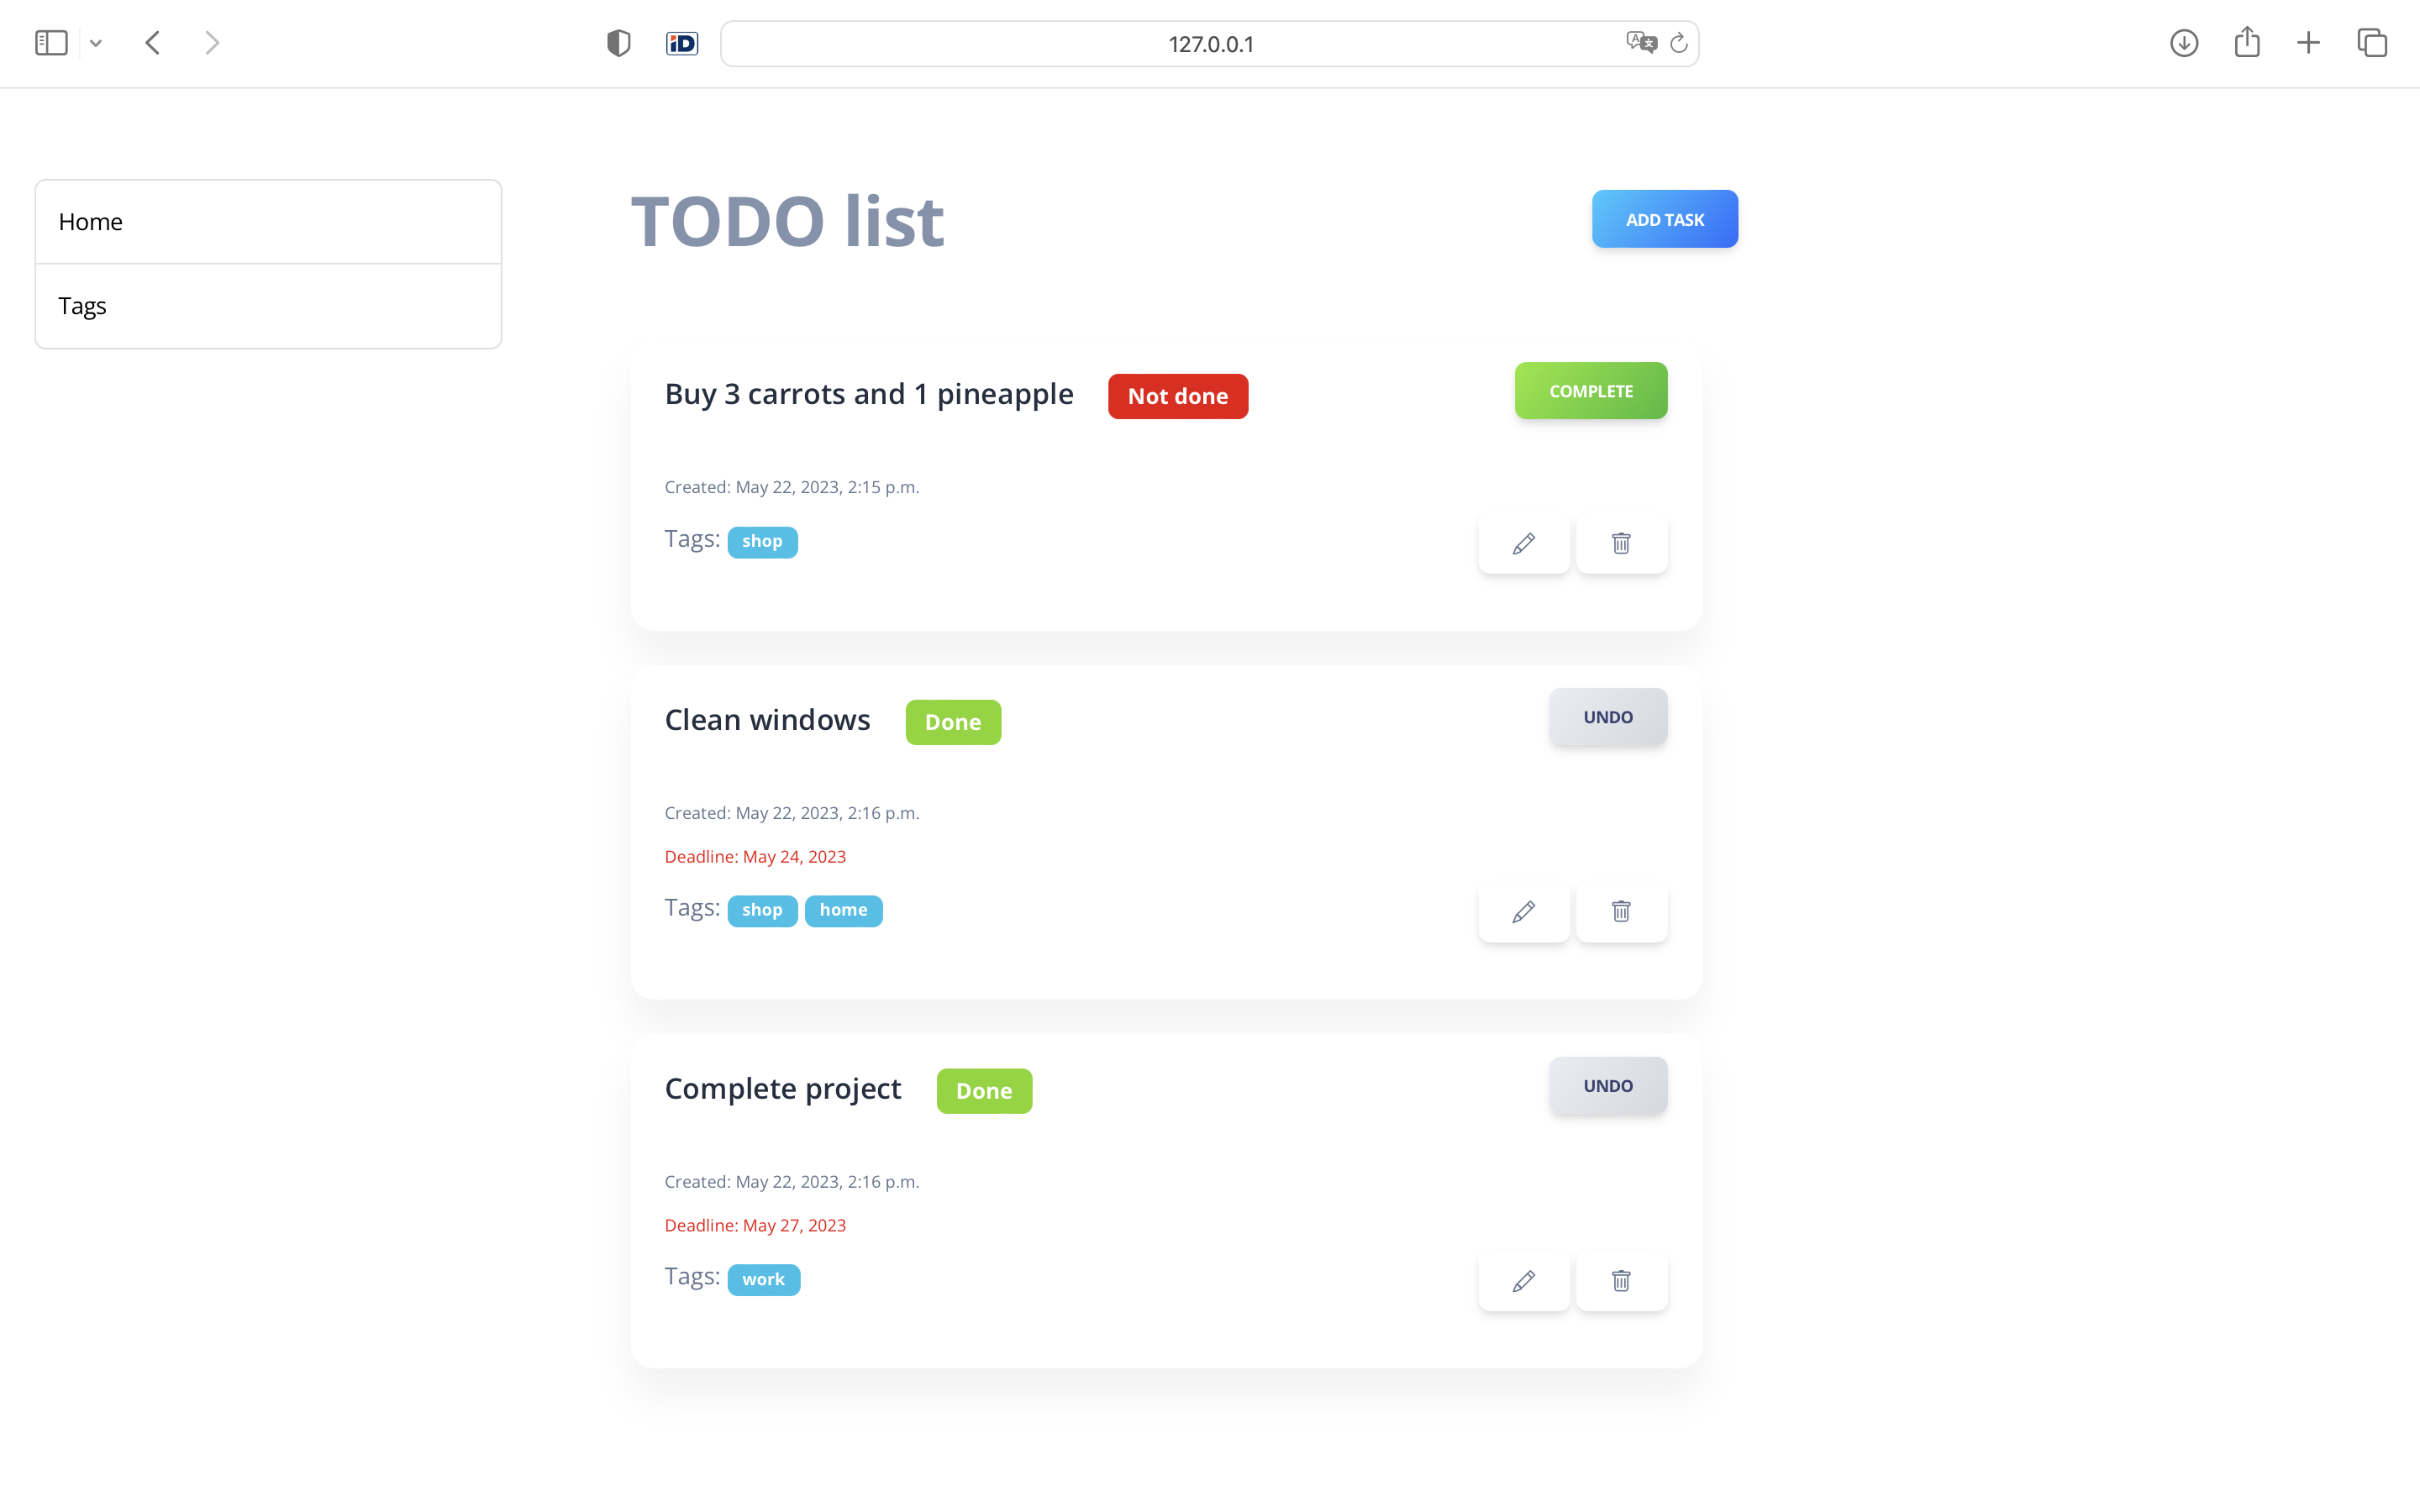 iD
127.0.0.1
Home
Tags
TODO list
ADD TASK
Buy 3 carrots and 1 pineapple Not done COMPLETE
Created: May 22, 2023, 2:15 p.m.
Tags: shop
Clean windows Done UNDO
Created: May 22, 2023, 2:16 p.m.
Deadline: May 24, 2023
Tags: shop home
Complete project Done UNDO
Created: May 22, 2023, 2:16 p.m.
Deadline: May 27, 2023
Tags: work